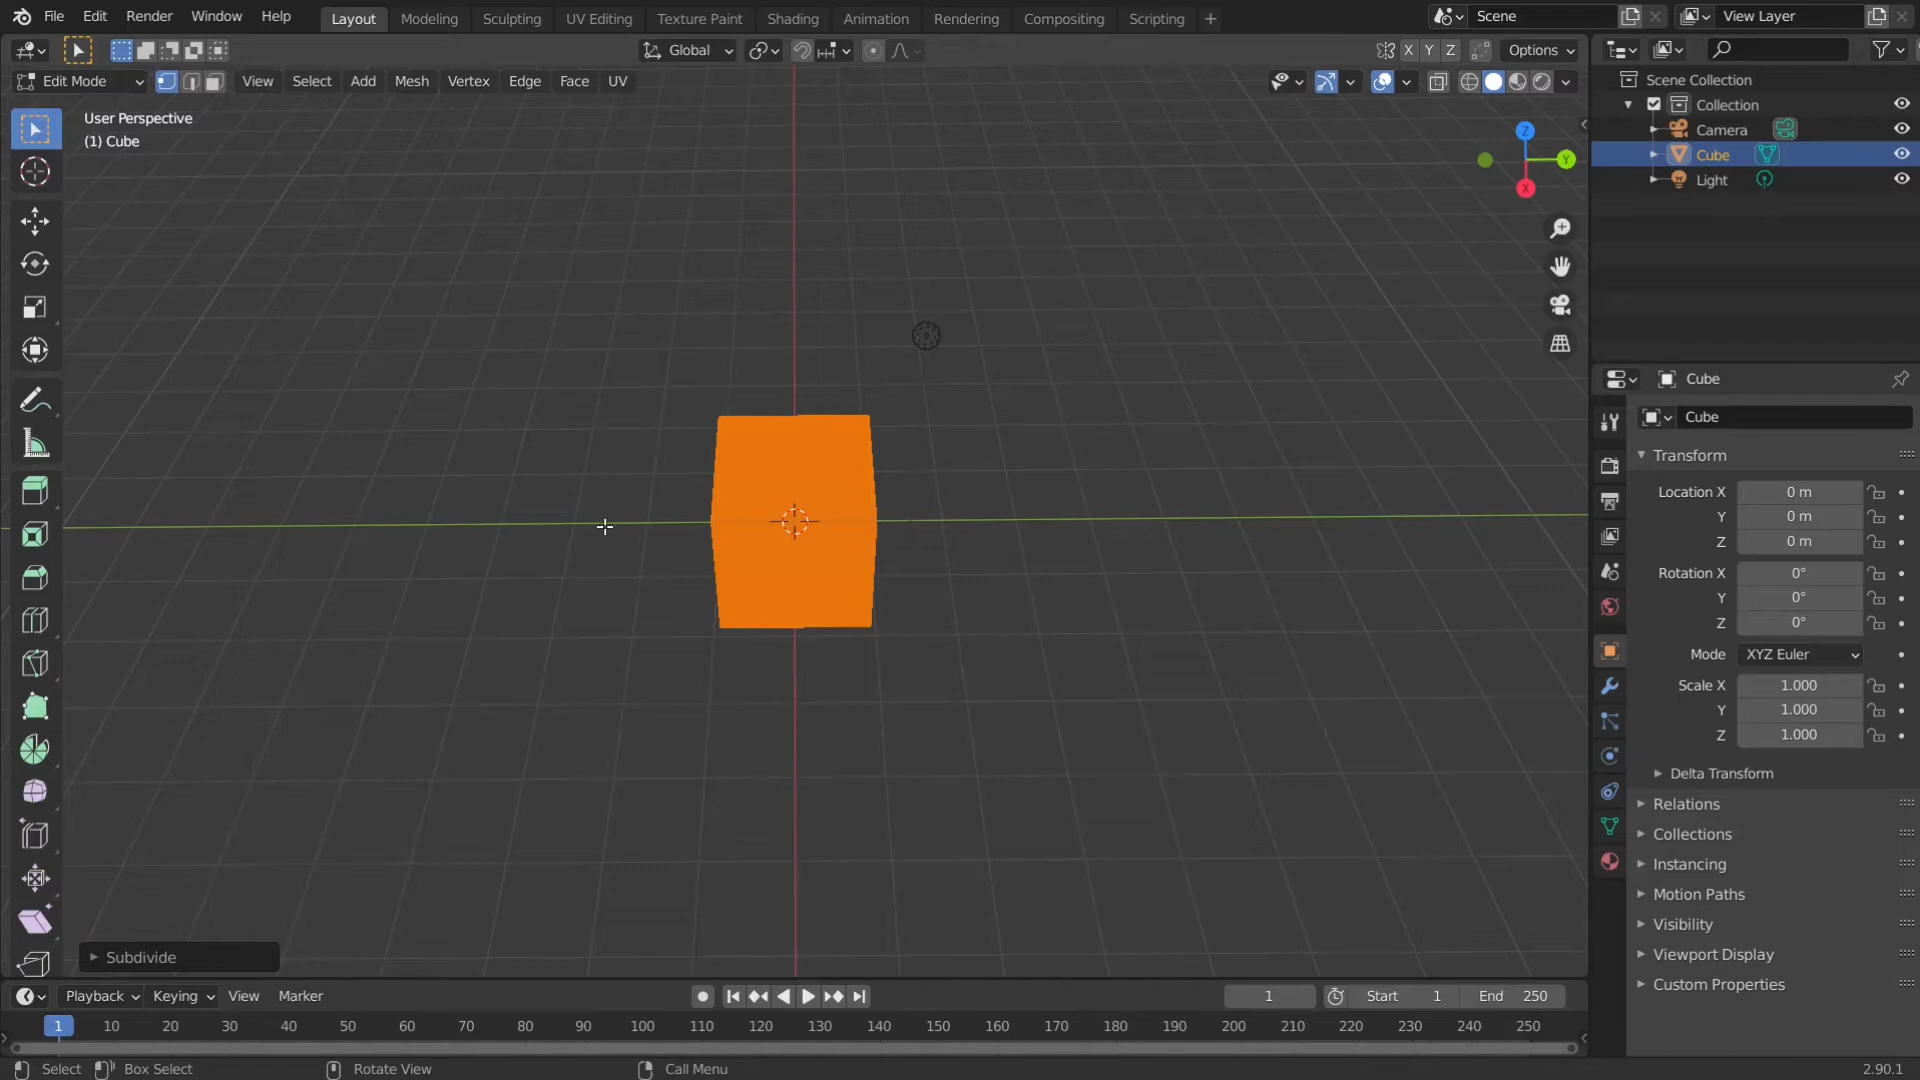 File Edit Render Window Help Layout Modeling Sculpting UV Editing Texture Paint Shading Animation Rendering Compositing Scripting + Scene View Layer
Global X Y Z Options
Edit Mode View Select Add Mesh Vertex Edge Face UV
Scene Collection
Collection
Camera
Cube
Light
User Perspective
(1) Cube
Z
Y
X
Cube
Cube
Transform
Location X 0 m
Y 0 m
Z 0 m
Rotation X 0°
Y 0°
Z 0°
Mode XYZ Euler
Scale X 1.000
Y 1.000
Z 1.000
Delta Transform
Relations
Collections
Instancing
Motion Paths
Visibility
Viewport Display
Custom Properties
Subdivide
Playback Keying View Marker 1 Start 1 End 250
1 10 20 30 40 50 60 70 80 90 100 110 120 130 140 150 160 170 180 190 200 210 220 230 240 250
Select Box Select Rotate View Call Menu 2.90.1